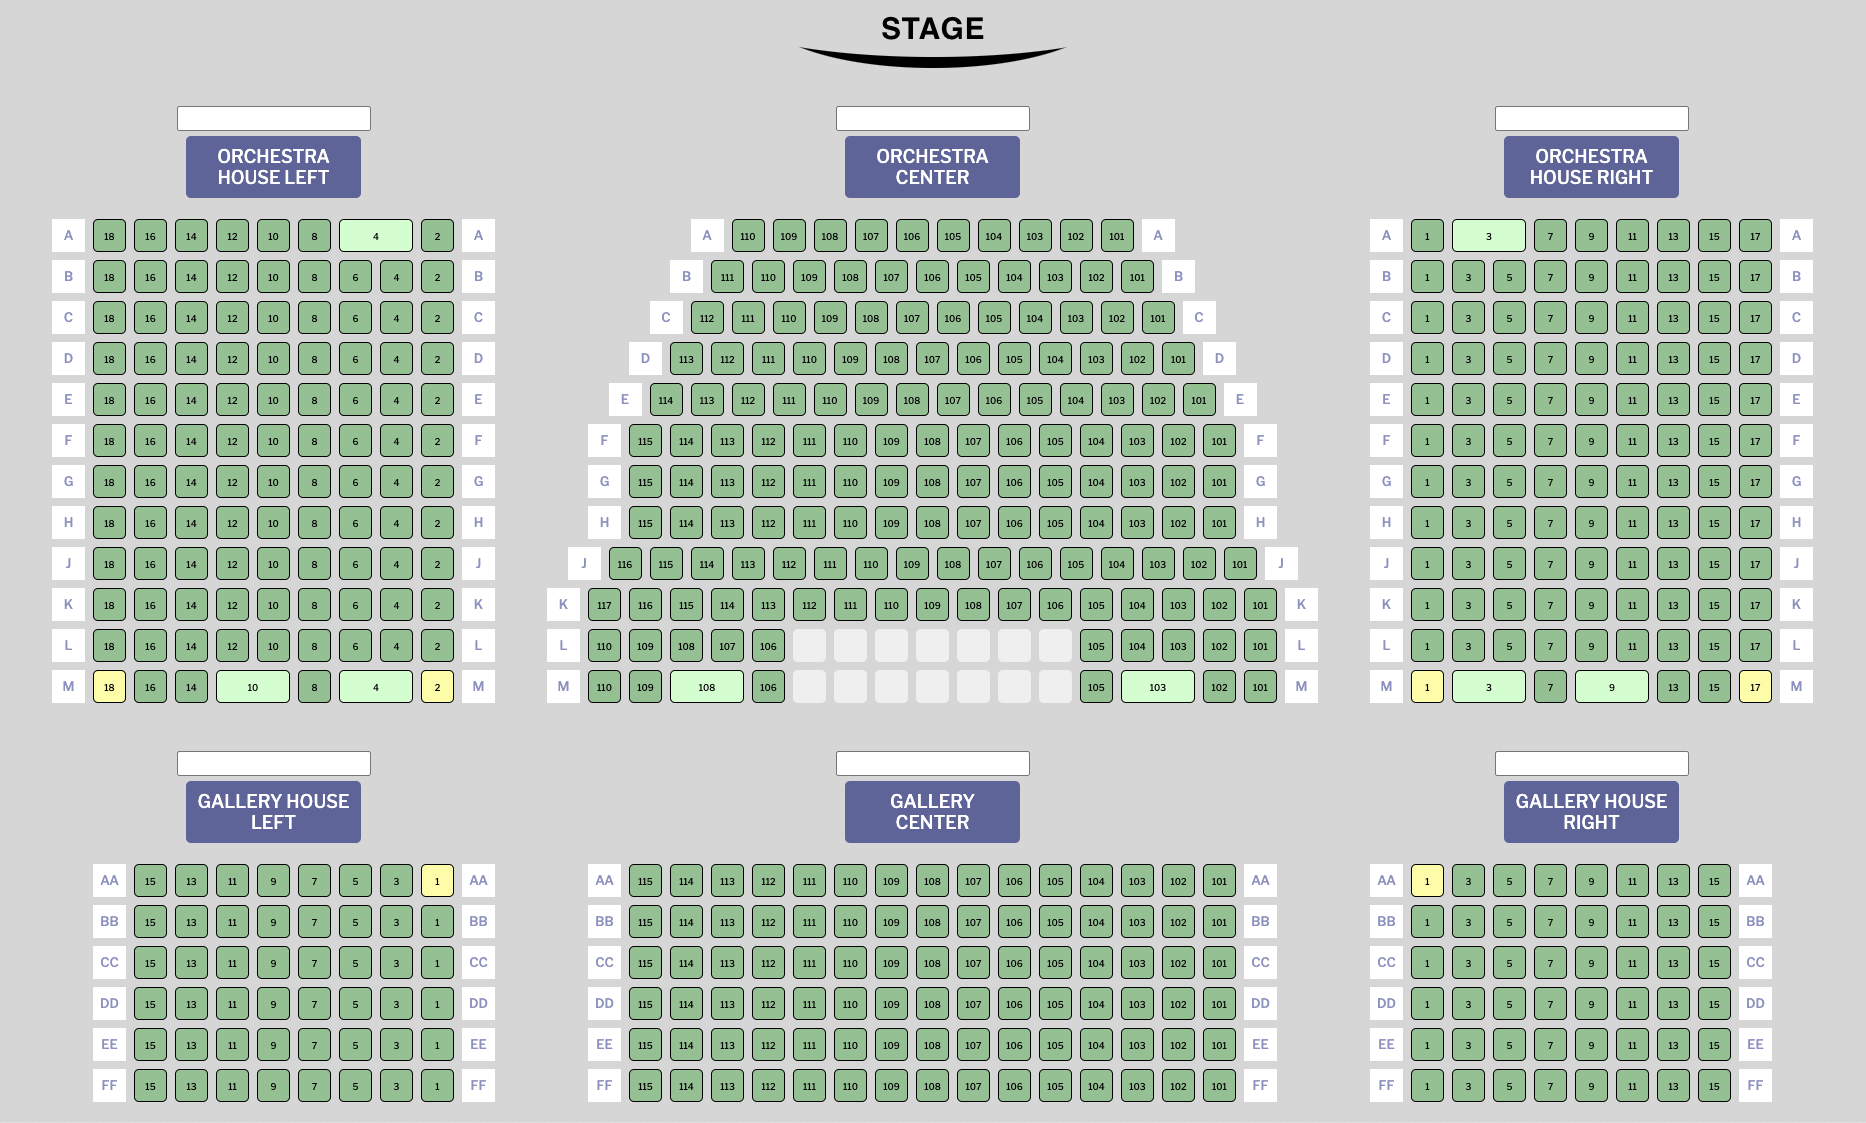 STAGE
ORCHESTRA
HOUSE LEFT
ORCHESTRA
CENTER
ORCHESTRA
HOUSE RIGHT
A 18 16 14 12 10 8 4 2 A
A 110 109 108 107 106 105 104 103 102 101 A
A 1 3 7 9 11 13 15 17 A
B 18 16 14 12 10 8 6 4 2 B
B 111 110 109 108 107 106 105 104 103 102 101 B
B 1 3 5 7 9 11 13 15 17 B
C 18 16 14 12 10 8 6 4 2 C
C 112 111 110 109 108 107 106 105 104 103 102 101 C
C 1 3 5 7 9 11 13 15 17 C
D 18 16 14 12 10 8 6 4 2 D
D 113 112 111 110 109 108 107 106 105 104 103 102 101 D
D 1 3 5 7 9 11 13 15 17 D
E 18 16 14 12 10 8 6 4 2 E
E 114 113 112 111 110 109 108 107 106 105 104 103 102 101 E
E 1 3 5 7 9 11 13 15 17 E
F 18 16 14 12 10 8 6 4 2 F
F 115 114 113 112 111 110 109 108 107 106 105 104 103 102 101 F
F 1 3 5 7 9 11 13 15 17 F
G 18 16 14 12 10 8 6 4 2 G
G 115 114 113 112 111 110 109 108 107 106 105 104 103 102 101 G
G 1 3 5 7 9 11 13 15 17 G
H 18 16 14 12 10 8 6 4 2 H
H 115 114 113 112 111 110 109 108 107 106 105 104 103 102 101 H
H 1 3 5 7 9 11 13 15 17 H
J 18 16 14 12 10 8 6 4 2 J
J 116 115 114 113 112 111 110 109 108 107 106 105 104 103 102 101 J
J 1 3 5 7 9 11 13 15 17 J
K 18 16 14 12 10 8 6 4 2 K
K 117 116 115 114 113 112 111 110 109 108 107 106 105 104 103 102 101 K
K 1 3 5 7 9 11 13 15 17 K
L 18 16 14 12 10 8 6 4 2 L
L 110 109 108 107 106 105 104 103 102 101 L
L 1 3 5 7 9 11 13 15 17 L
M 18 16 14 10 8 4 2 M
M 110 109 108 106 105 103 102 101 M
M 1 3 7 9 13 15 17 M
GALLERY HOUSE
LEFT
GALLERY
CENTER
GALLERY HOUSE
RIGHT
AA 15 13 11 9 7 5 3 1 AA
AA 115 114 113 112 111 110 109 108 107 106 105 104 103 102 101 AA
AA 1 3 5 7 9 11 13 15 AA
BB 15 13 11 9 7 5 3 1 BB
BB 115 114 113 112 111 110 109 108 107 106 105 104 103 102 101 BB
BB 1 3 5 7 9 11 13 15 BB
CC 15 13 11 9 7 5 3 1 CC
CC 115 114 113 112 111 110 109 108 107 106 105 104 103 102 101 CC
CC 1 3 5 7 9 11 13 15 CC
DD 15 13 11 9 7 5 3 1 DD
DD 115 114 113 112 111 110 109 108 107 106 105 104 103 102 101 DD
DD 1 3 5 7 9 11 13 15 DD
EE 15 13 11 9 7 5 3 1 EE
EE 115 114 113 112 111 110 109 108 107 106 105 104 103 102 101 EE
EE 1 3 5 7 9 11 13 15 EE
FF 15 13 11 9 7 5 3 1 FF
FF 115 114 113 112 111 110 109 108 107 106 105 104 103 102 101 FF
FF 1 3 5 7 9 11 13 15 FF